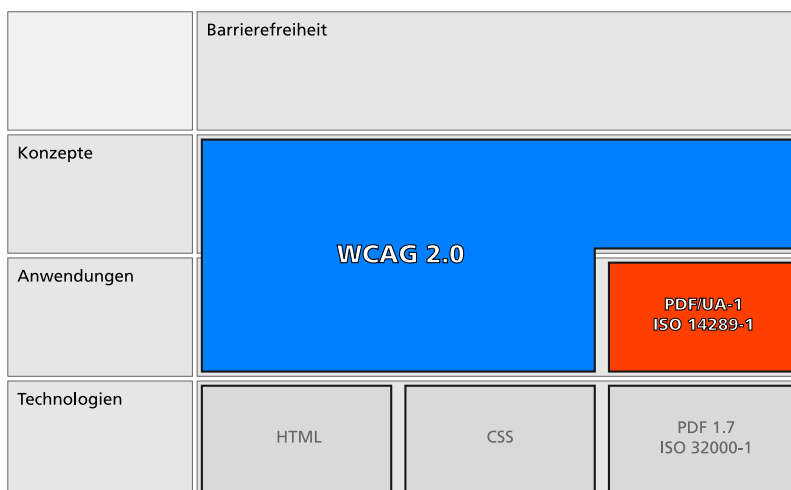 Barrierefreiheit
Konzepte
WCAG 2.0
Anwendungen
PDF/UA-1
ISO 14289-1
Technologien
HTML
CSS
PDF 1.7
ISO 32000-1